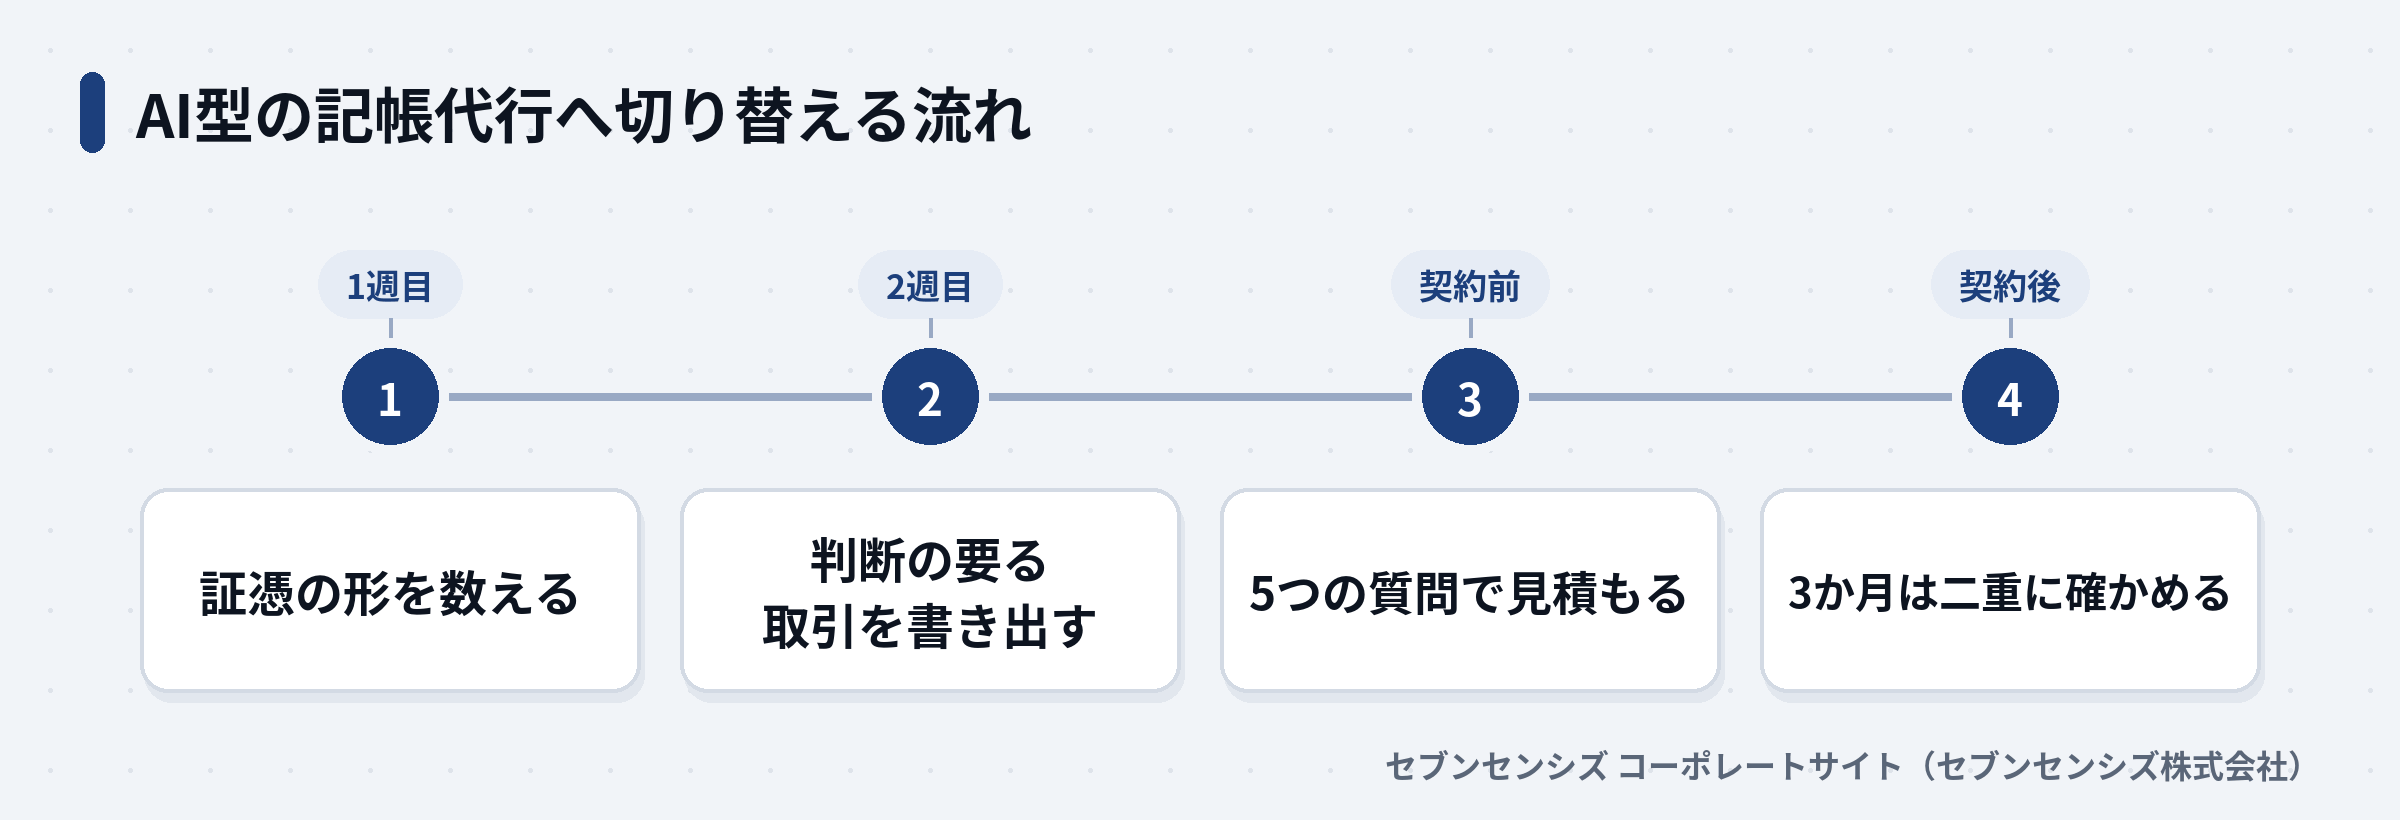 AI型の記帳代行へ切り替える流れ
1週目
2週目
契約前
契約後
1
2
3
4
証憑の形を数える
判断の要る
取引を書き出す
5つの質問で見積もる
3か月は二重に確かめる
セブンセンシズ コーポレートサイト（セブンセンシズ株式会社）